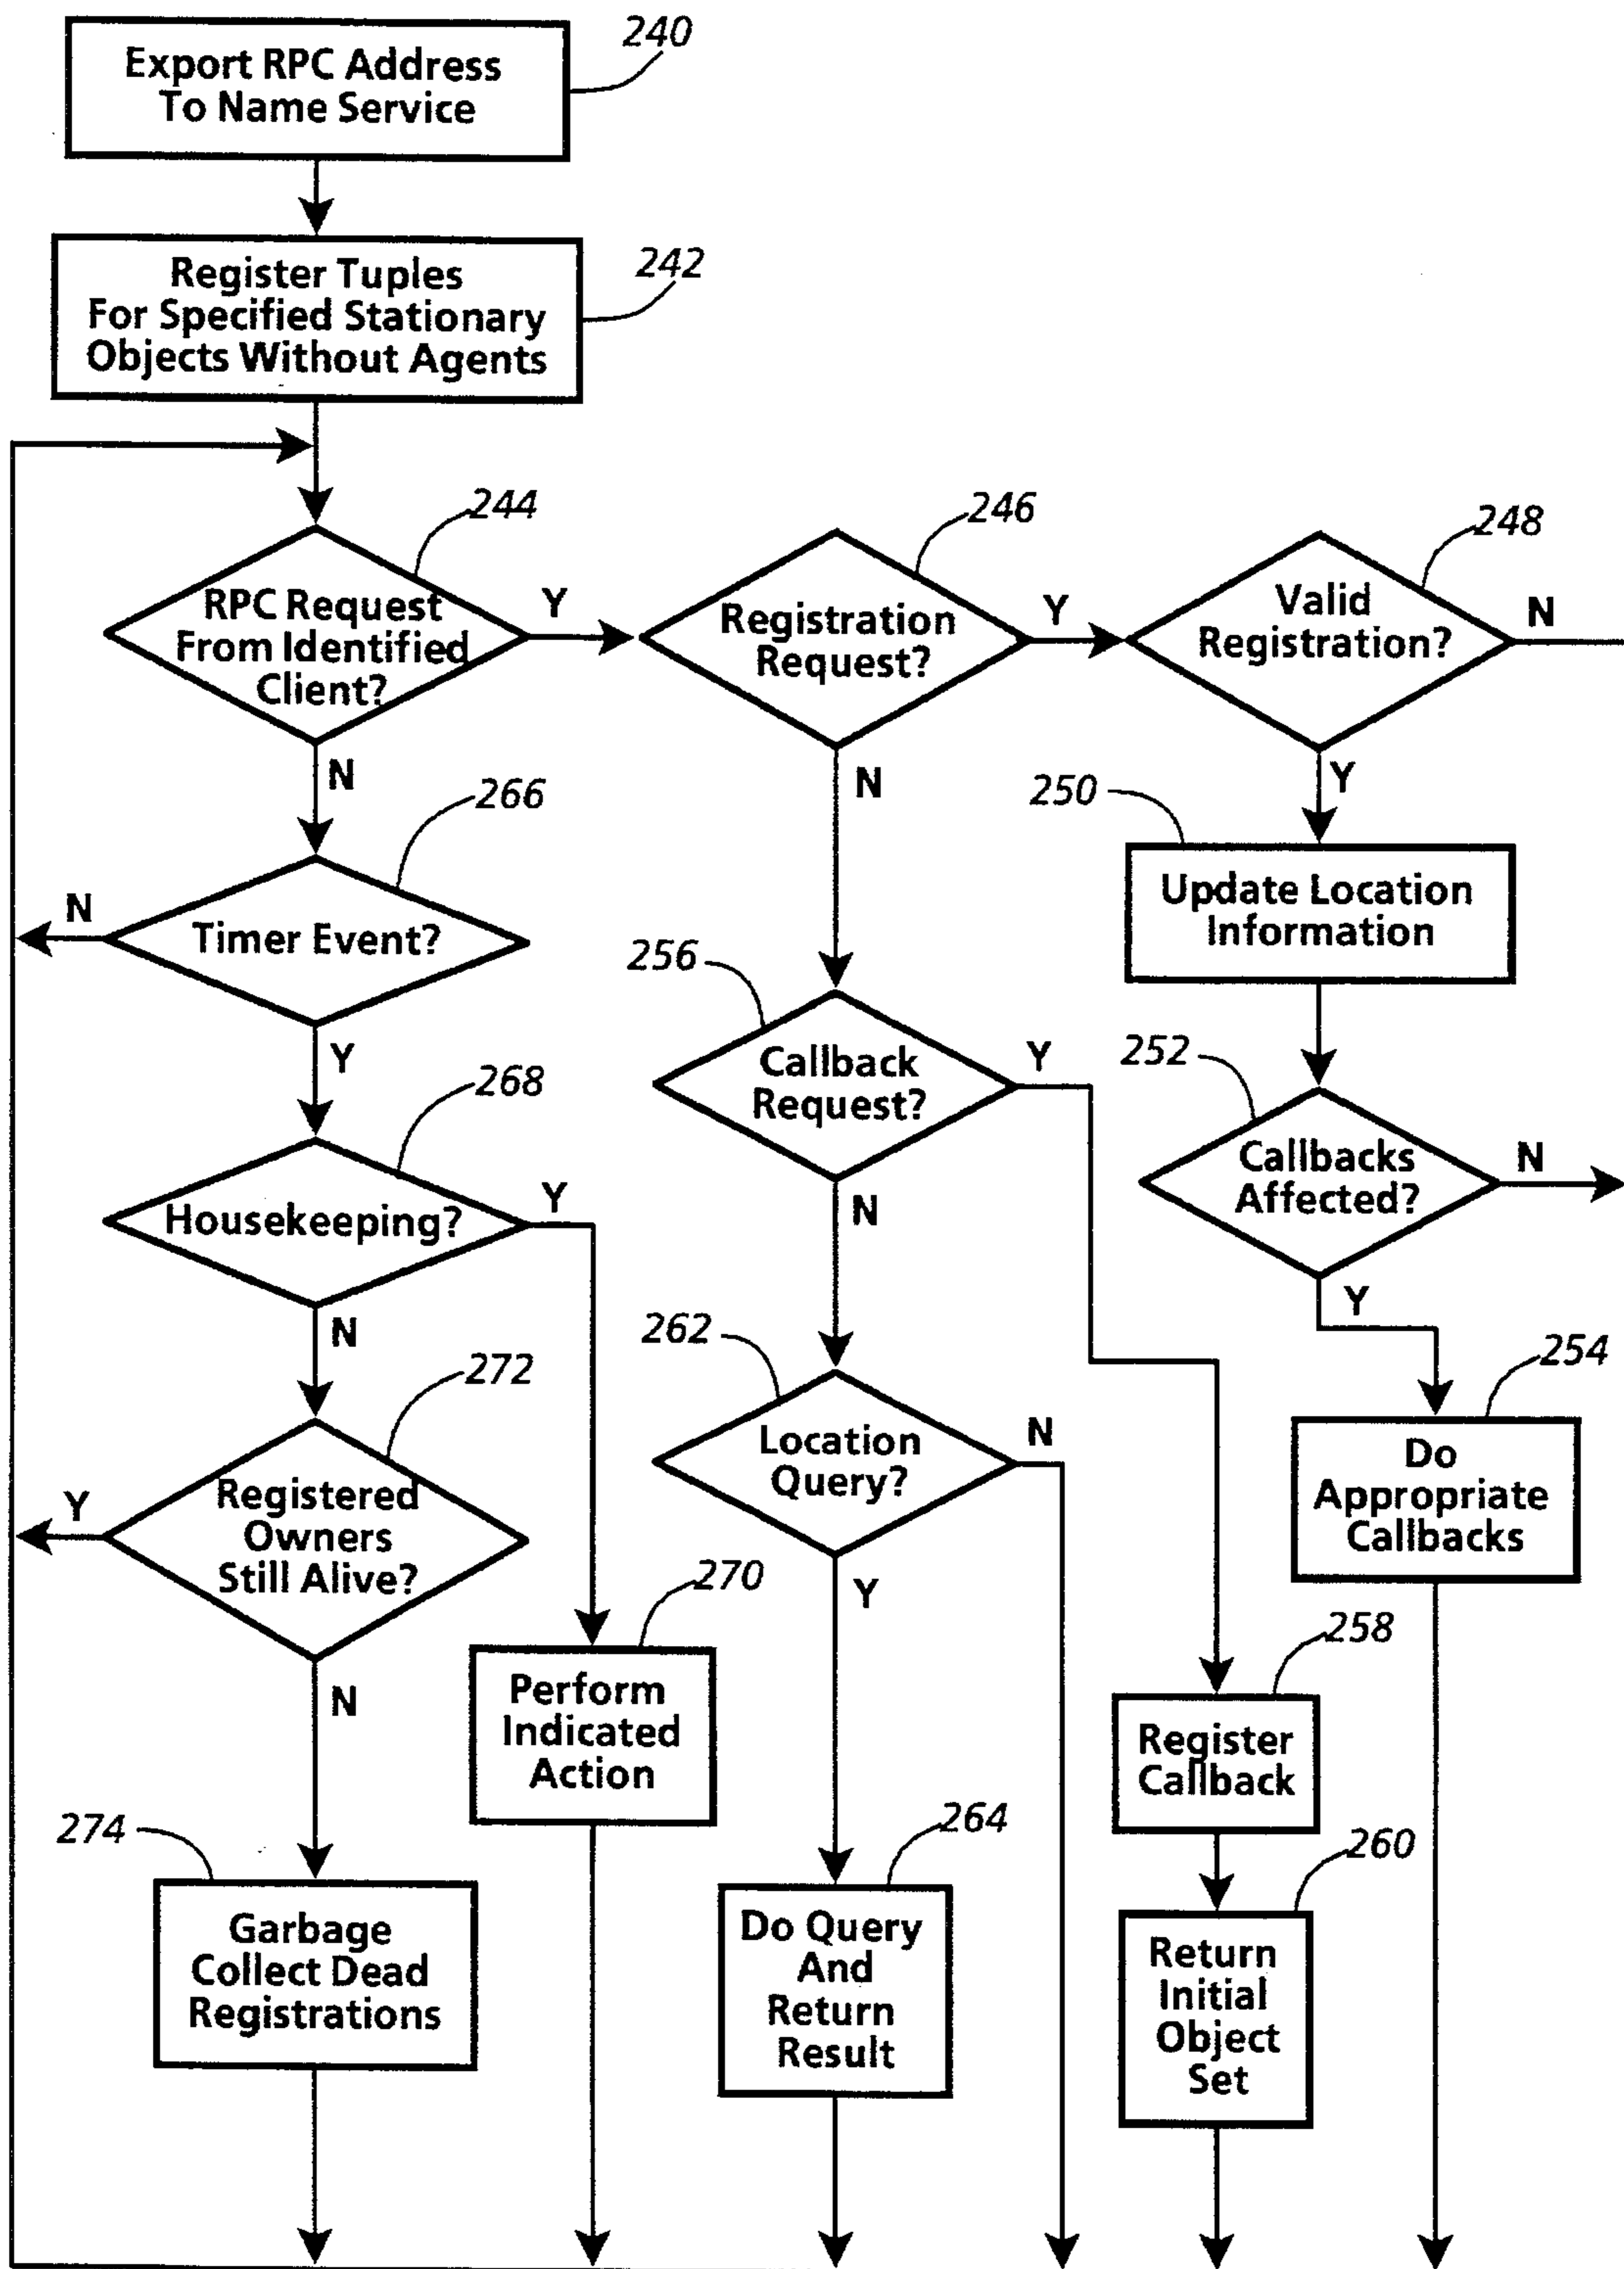 240
Export RPC Address
To Name Service
242
Register Tuples
For Specified Stationary
Objects Without Agents
244
RPC Request
From Identified
Client?
Y
N
246
Registration
Request?
Y
N
248
Valid
Registration?
N
Y
250
Update Location
Information
266
Timer Event?
N
Y
256
Callback
Request?
Y
N
252
Callbacks
Affected?
N
Y
268
Housekeeping?
Y
N
262
Location
Query?
N
Y
254
Do
Appropriate
Callbacks
272
Registered
Owners
Still Alive?
Y
N
270
Perform
Indicated
Action
258
Register
Callback
274
Garbage
Collect Dead
Registrations
264
Do Query
And
Return
Result
260
Return
Initial
Object
Set